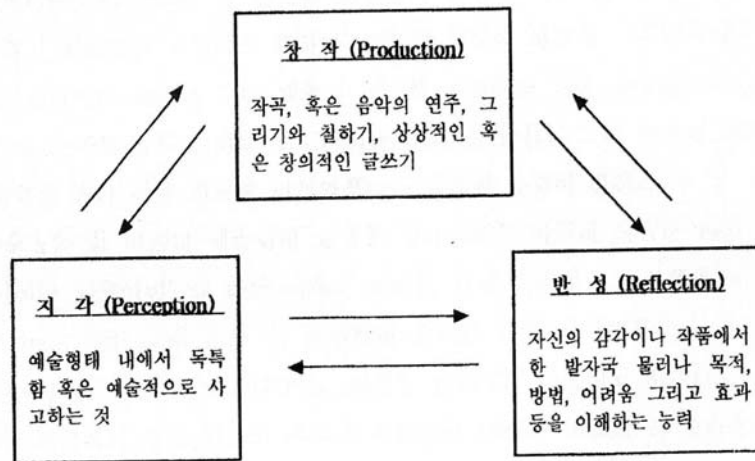 창 작 (Production)
작곡, 혹은 음악의 연주, 그
리기와 칠하기, 상상적인 혹
은 창의적인 글쓰기
지 각 (Perception)
예술형태 내에서 독특
함 혹은 예술적으로 사
고하는 것
반 성 (Reflection)
자신의 감각이나 작품에서
한 발자국 물러나 목적,
방법, 어려움 그리고 효과
등을 이해하는 능력